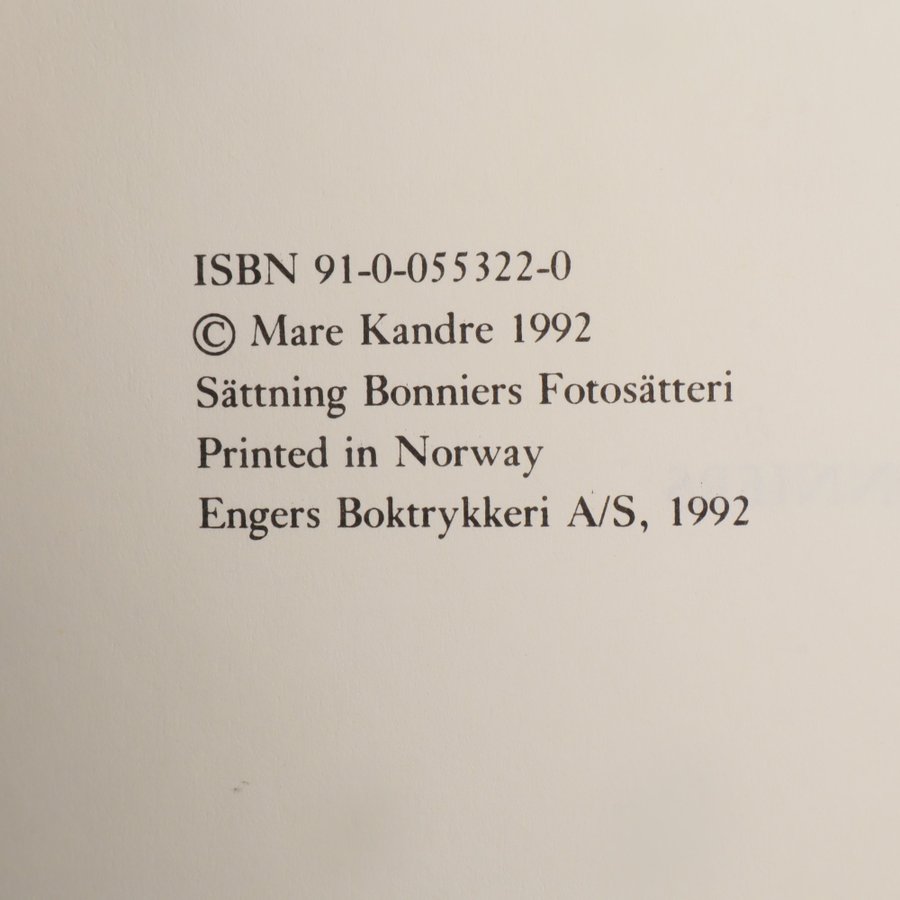 ISBN 91-0-055322-0
© Mare Kandre 1992
Sättning Bonniers Fotosätteri
Printed in Norway
Engers Boktrykkeri A/S, 1992